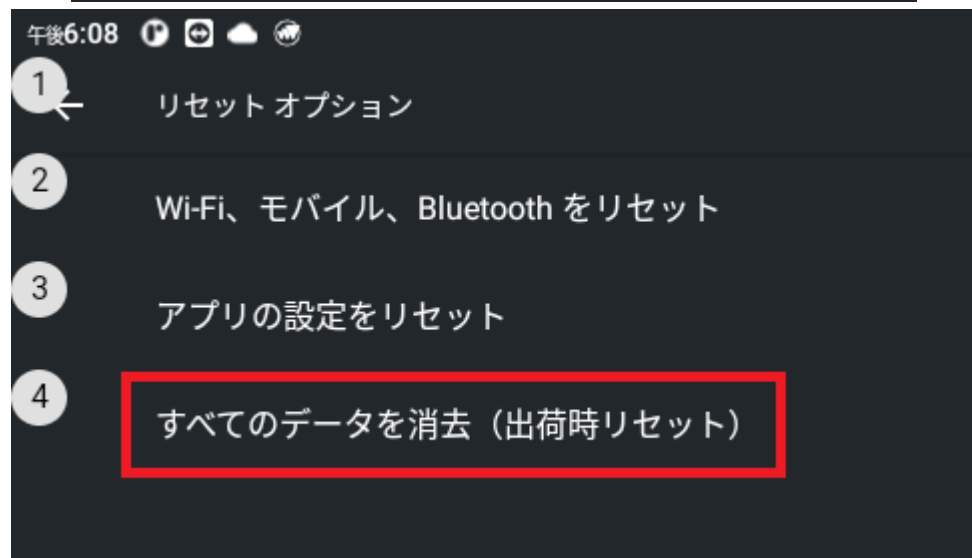 午後6:08
1
リセット オプション
2
Wi-Fi、モバイル、Bluetooth をリセット
3
アプリの設定をリセット
4
すべてのデータを消去（出荷時リセット）